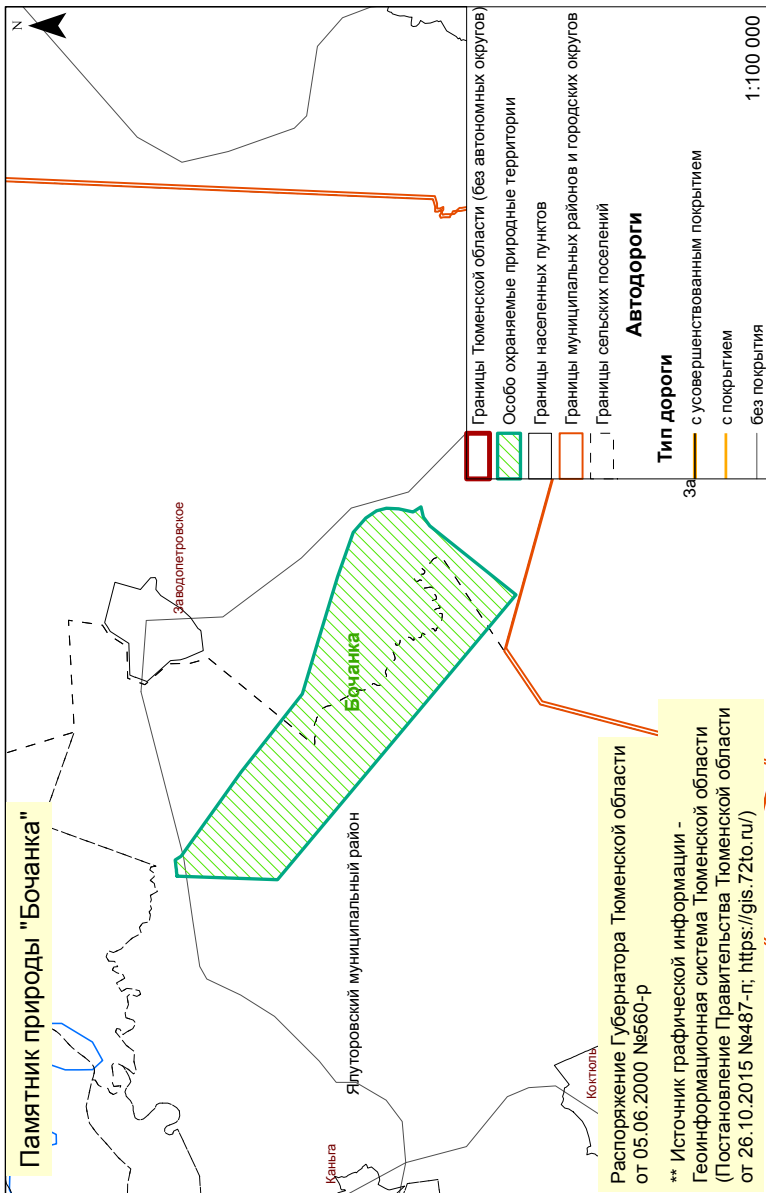 Памятник природы "Бочанка"
N
Заводопетровское
Бочанка
Ялуторовский муниципальный район
Каньга
Коктюль
За
Распоряжение Губернатора Тюменской области
от 05.06.2000 №560-р
** Источник графической информации -
Геоинформационная система Тюменской области
(Постановление Правительства Тюменской области
от 26.10.2015 №487-п; https://gis.72to.ru/)
Границы Тюменской области (без автономных округов)
Особо охраняемые природные территории
Границы населенных пунктов
Границы муниципальных районов и городских округов
Границы сельских поселений
Автодороги
Тип дороги
с усовершенствованным покрытием
с покрытием
без покрытия
1:100 000